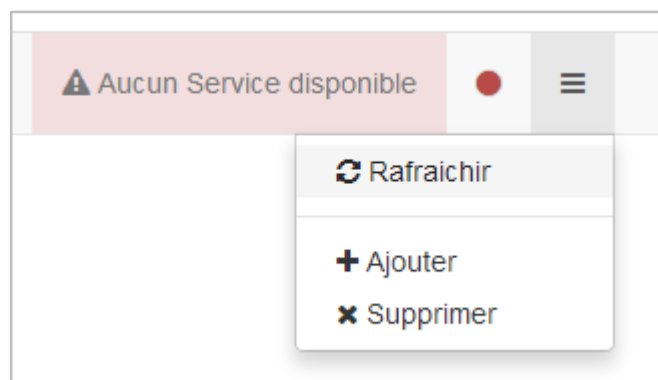 Aucun Service disponible
Rafraichir
Ajouter
Supprimer